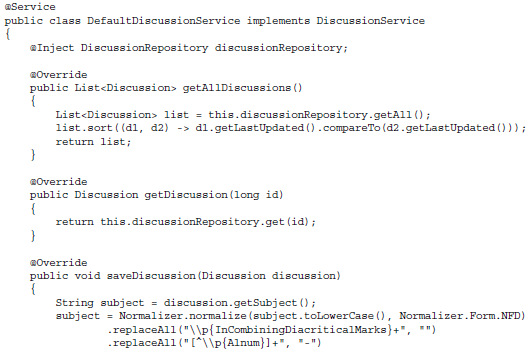 @Service
public class DefaultDiscussionService implements DiscussionService
{
    @Inject DiscussionRepository discussionRepository;

    @Override
    public List<Discussion> getAllDiscussions()
    {
        List<Discussion> list = this.discussionRepository.getAll();
        list.sort((d1, d2) -> d1.getLastUpdated().compareTo(d2.getLastUpdated()));
        return list;
    }

    @Override
    public Discussion getDiscussion(long id)
    {
        return this.discussionRepository.get(id);
    }

    @Override
    public void saveDiscussion(Discussion discussion)
    {
        String subject = discussion.getSubject();
        subject = Normalizer.normalize(subject.toLowerCase(), Normalizer.Form.NFD)
                .replaceAll("\\p{InCombiningDiacriticalMarks}+", "")
                .replaceAll("[^\\p{Alnum}]+", "-")